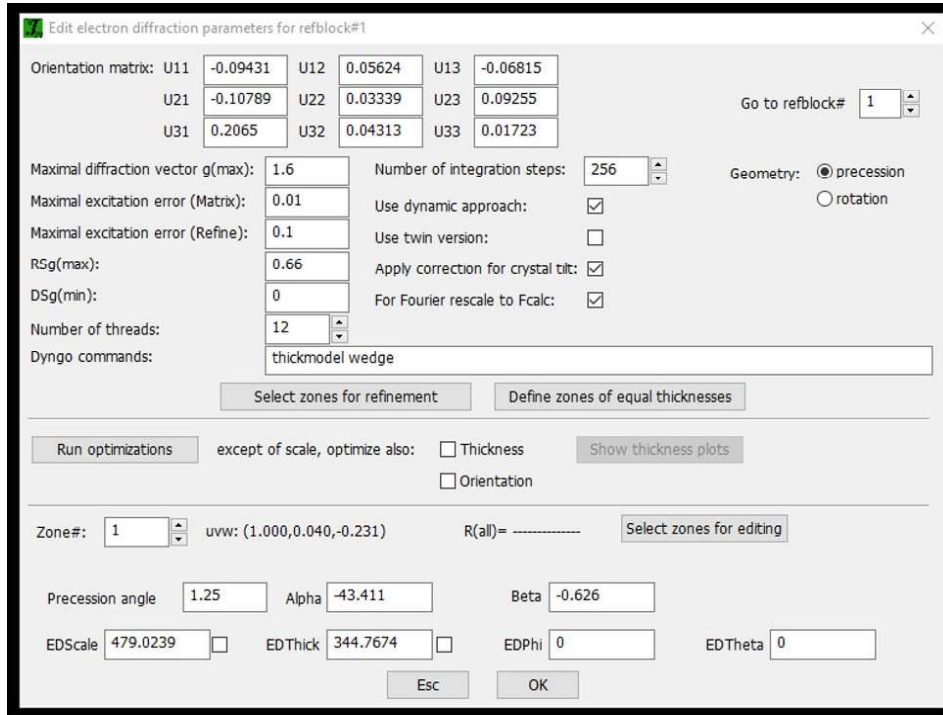 Edit electron diffraction parameters for refblock#1
Orientation matrix: U11 -0.09431 U12 0.05624 U13 -0.06815
U21 -0.10789 U22 0.03339 U23 0.09255
Go to refblock# 1
U31 0.2065 U32 0.04313 U33 0.01723
Maximal diffraction vector g(max): 1.6 Number of integration steps: 256 Geometry: precession
Maximal excitation error (Matrix): 0.01 Use dynamic approach: rotation
Maximal excitation error (Refine): 0.1 Use twin version:
RSg(max): 0.66 Apply correction for crystal tilt:
DSg(min): 0 For Fourier rescale to Fcalc:
Number of threads: 12
Dyngo commands: thickmodel wedge
Select zones for refinement Define zones of equal thicknesses
Run optimizations except of scale, optimize also: Thickness Show thickness plots
Orientation
Zone#: 1 uvw: (1.000,0.040,-0.231) R(all)= -------------- Select zones for editing
Precession angle 1.25 Alpha -43.411 Beta -0.626
EDScale 479.0239 EDThick 344.7674 EDPhi 0 EDTheta 0
Esc OK